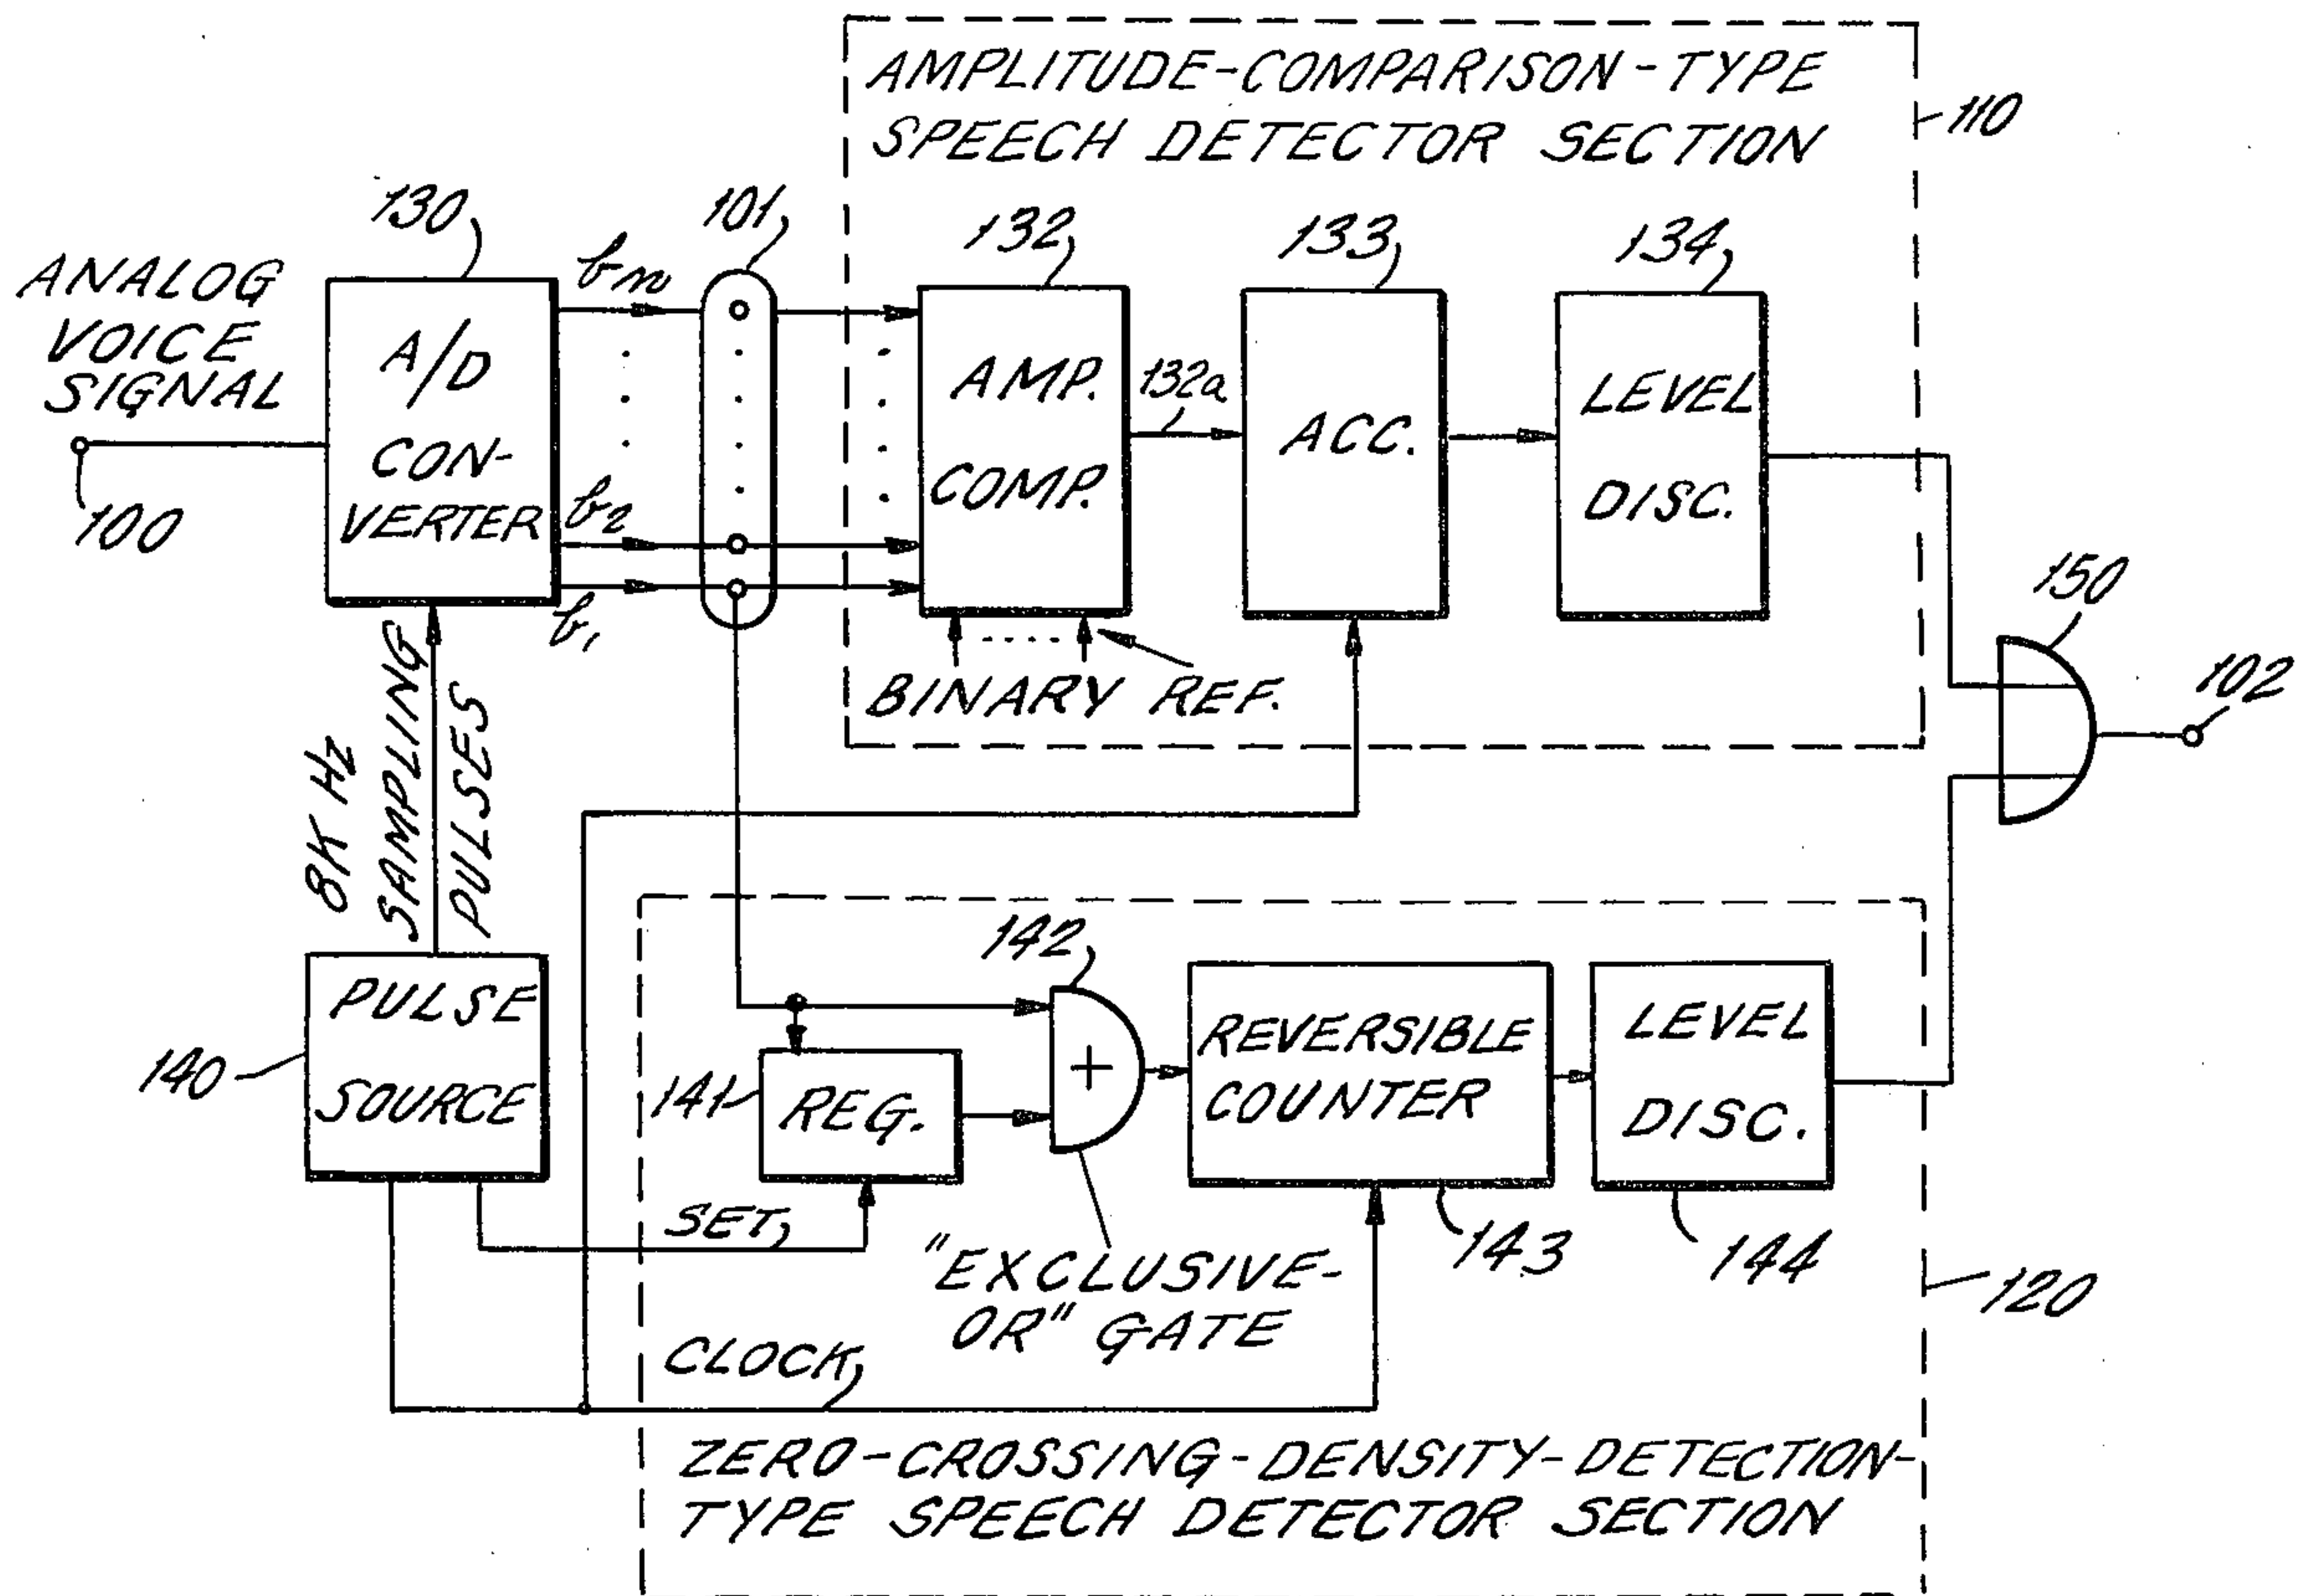 AMPLITUDE-COMPARISON-TYPE
SPEECH DETECTOR SECTION
110
130
101
132
133
134
ANALOG
VOICE
SIGNAL
100
A/D
CON-
VERTER
bm
b2
b1
AMP.
COMP.
132a
ACC.
LEVEL
DISC.
BINARY REF.
150
102
8K Hz
SAMPLING
PULSES
PULSE
SOURCE
140
142
141
REG.
REVERSIBLE
COUNTER
LEVEL
DISC.
SET
"EXCLUSIVE-
OR" GATE
143
144
120
CLOCK
ZERO-CROSSING-DENSITY-DETECTION-
TYPE SPEECH DETECTOR SECTION
+